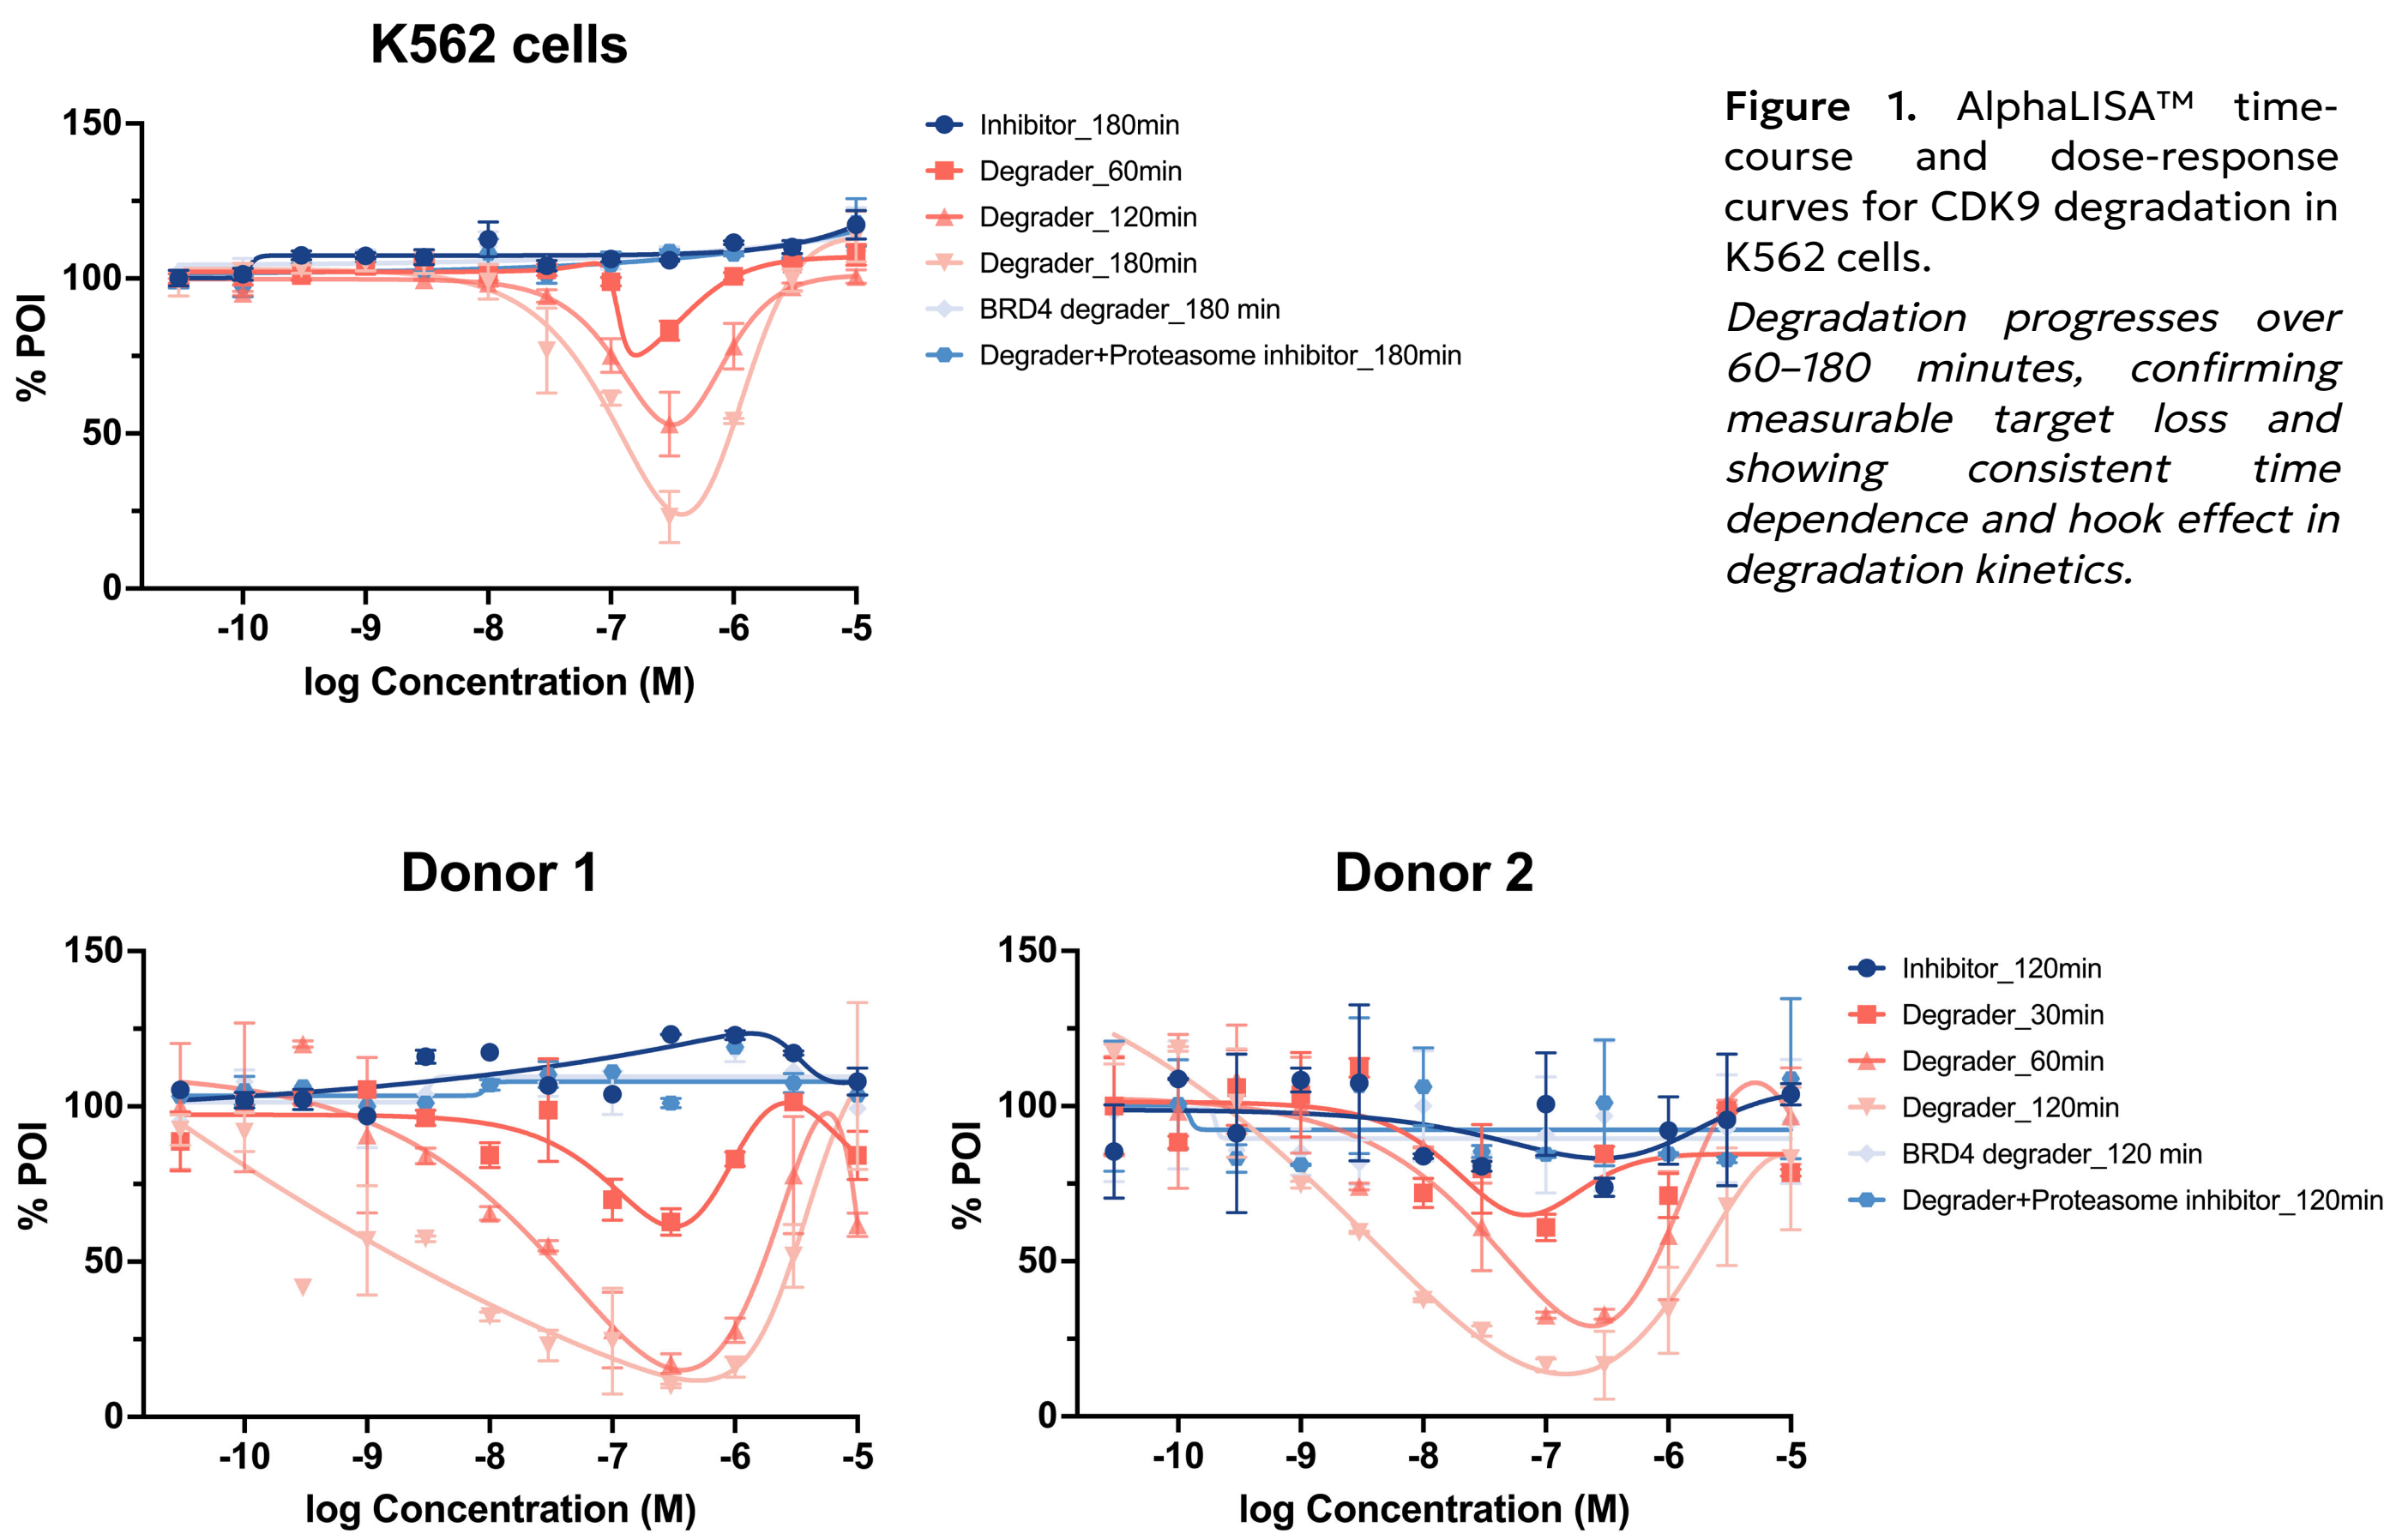 K562 cells
150
100
50
0
% POI
-10 -9 -8 -7 -6 -5
log Concentration (M)
Inhibitor_180min
Degrader_60min
Degrader_120min
Degrader_180min
BRD4 degrader_180 min
Degrader+Proteasome inhibitor_180min
Figure 1. AlphaLISA™ time-
course and dose-response
curves for CDK9 degradation in
K562 cells.
Degradation progresses over
60–180 minutes, confirming
measurable target loss and
showing consistent time
dependence and hook effect in
degradation kinetics.
Donor 1
150
100
50
0
% POI
-10 -9 -8 -7 -6 -5
log Concentration (M)
Donor 2
150
100
50
0
% POI
-10 -9 -8 -7 -6 -5
log Concentration (M)
Inhibitor_120min
Degrader_30min
Degrader_60min
Degrader_120min
BRD4 degrader_120 min
Degrader+Proteasome inhibitor_120min